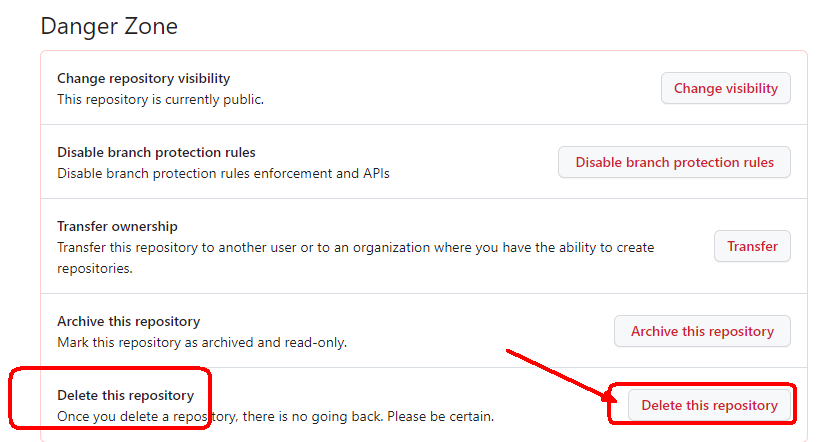 Danger Zone
Change repository visibility
This repository is currently public.
Change visibility
Disable branch protection rules
Disable branch protection rules enforcement and APIs
Disable branch protection rules
Transfer ownership
Transfer this repository to another user or to an organization where you have the ability to create
repositories.
Transfer
Archive this repository
Mark this repository as archived and read-only.
Archive this repository
Delete this repository
Once you delete a repository, there is no going back. Please be certain.
Delete this repository